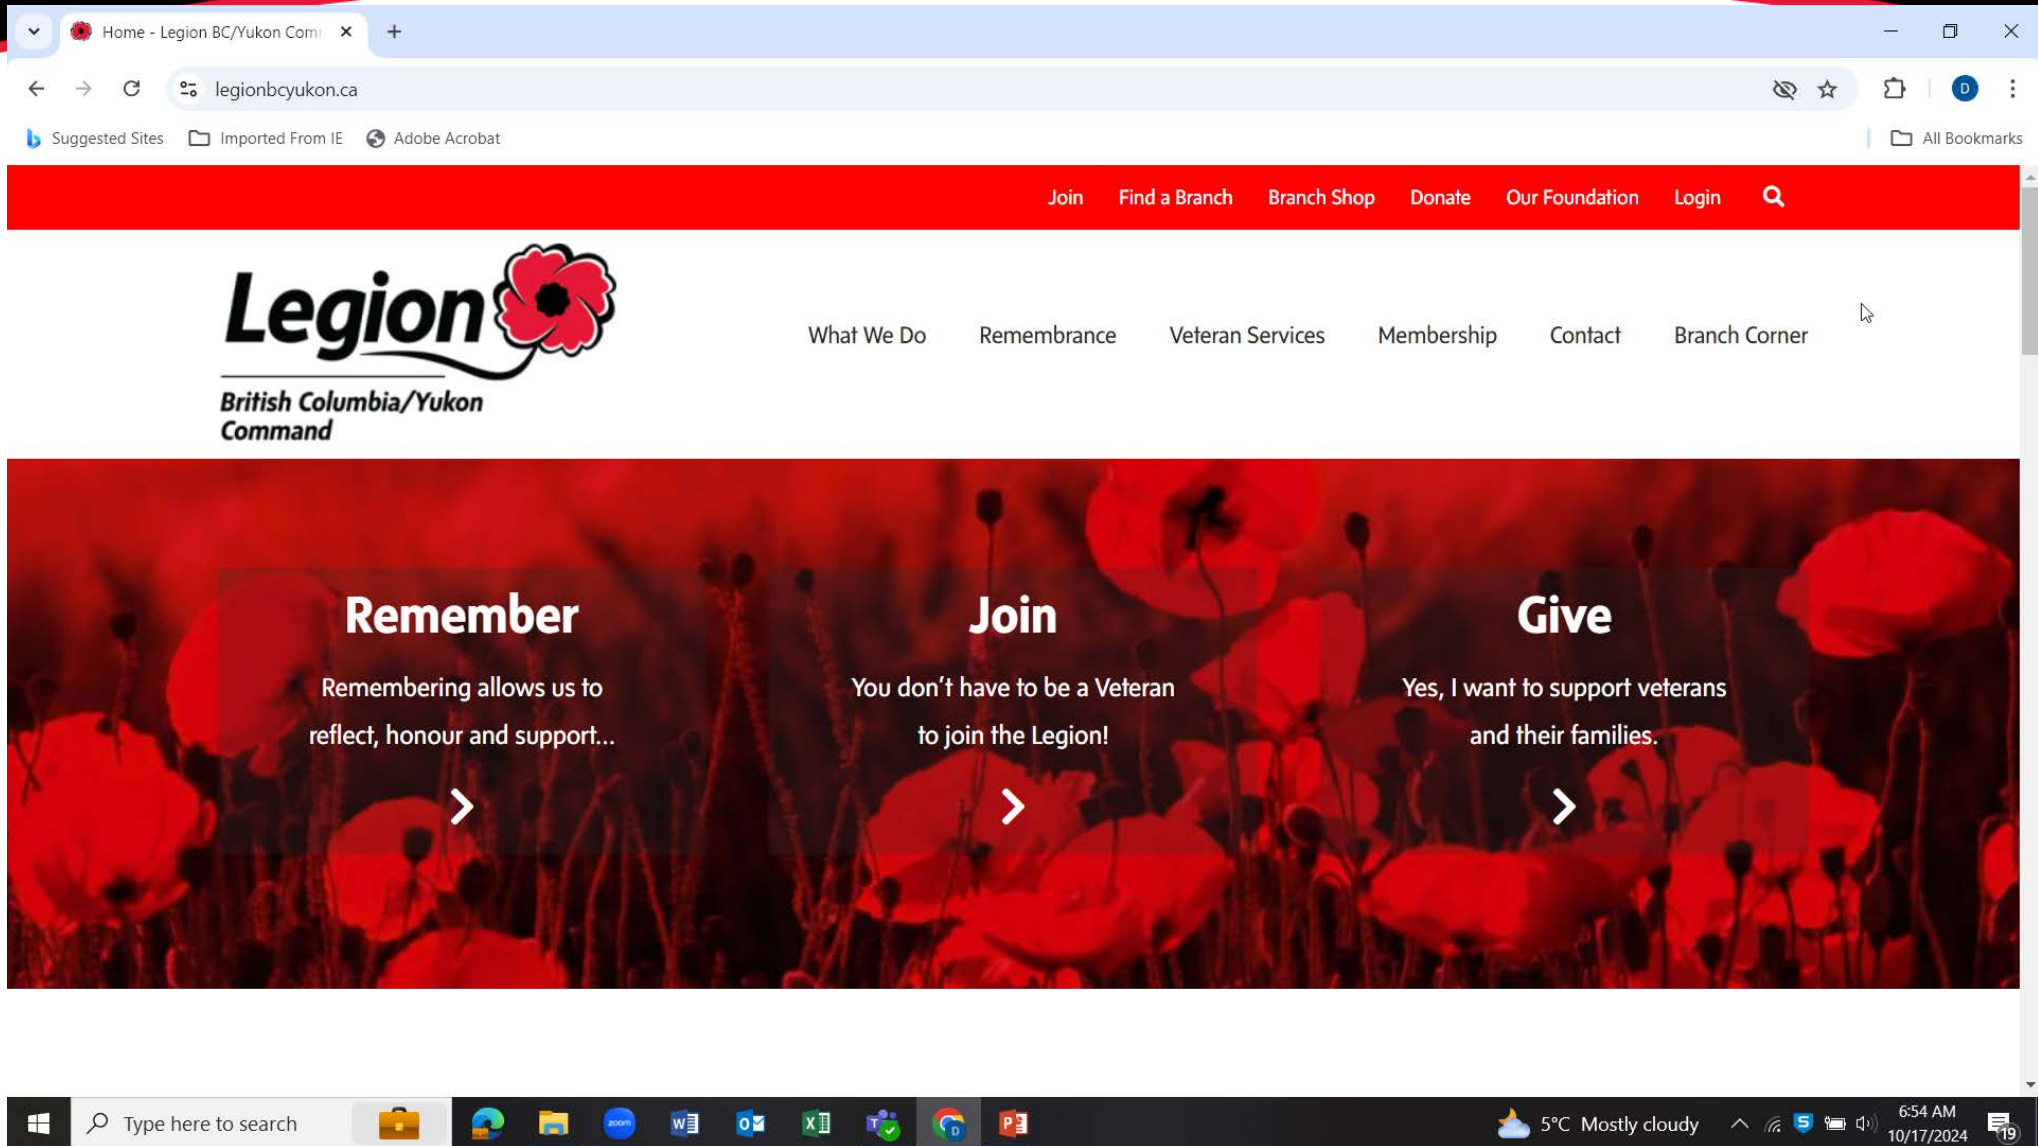 Home - Legion BC/Yukon Com
legionbcyukon.ca
D
Suggested Sites Imported From IE Adobe Acrobat All Bookmarks
Join Find a Branch Branch Shop Donate Our Foundation Login
Legion
British Columbia/Yukon
Command
What We Do Remembrance Veteran Services Membership Contact Branch Corner
Remember
Remembering allows us to
reflect, honour and support...
Join
You don't have to be a Veteran
to join the Legion!
Give
Yes, I want to support veterans
and their families.
Type here to search
zoom
5°C Mostly cloudy
6:54 AM
10/17/2024
19